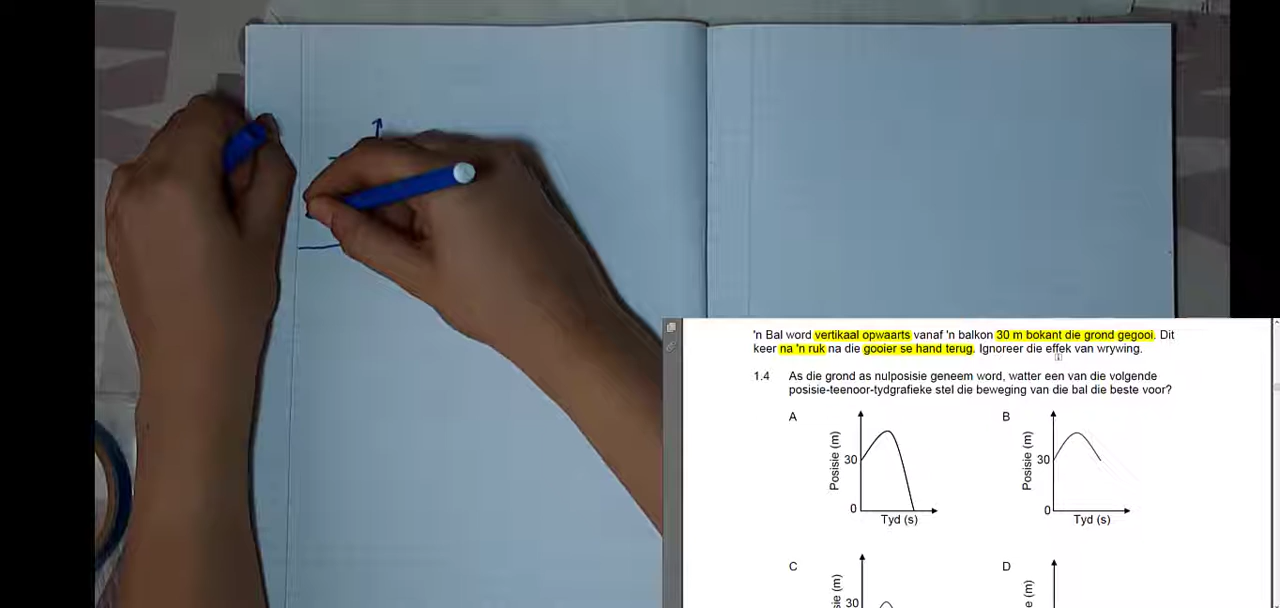 'n Bal word vertikaal opwaarts vanaf 'n balkon 30 m bokant die grond gegooi. Dit
keer na 'n ruk na die gooier se hand terug. Ignoreer die effek van wrywing.
1.4 As die grond as nulposisie geneem word, watter een van die volgende
posisie-teenoor-tydgrafieke stel die beweging van die bal die beste voor?
A
Posisie (m)
30
0
Tyd (s)
B
Posisie (m)
30
0
Tyd (s)
C
30
D